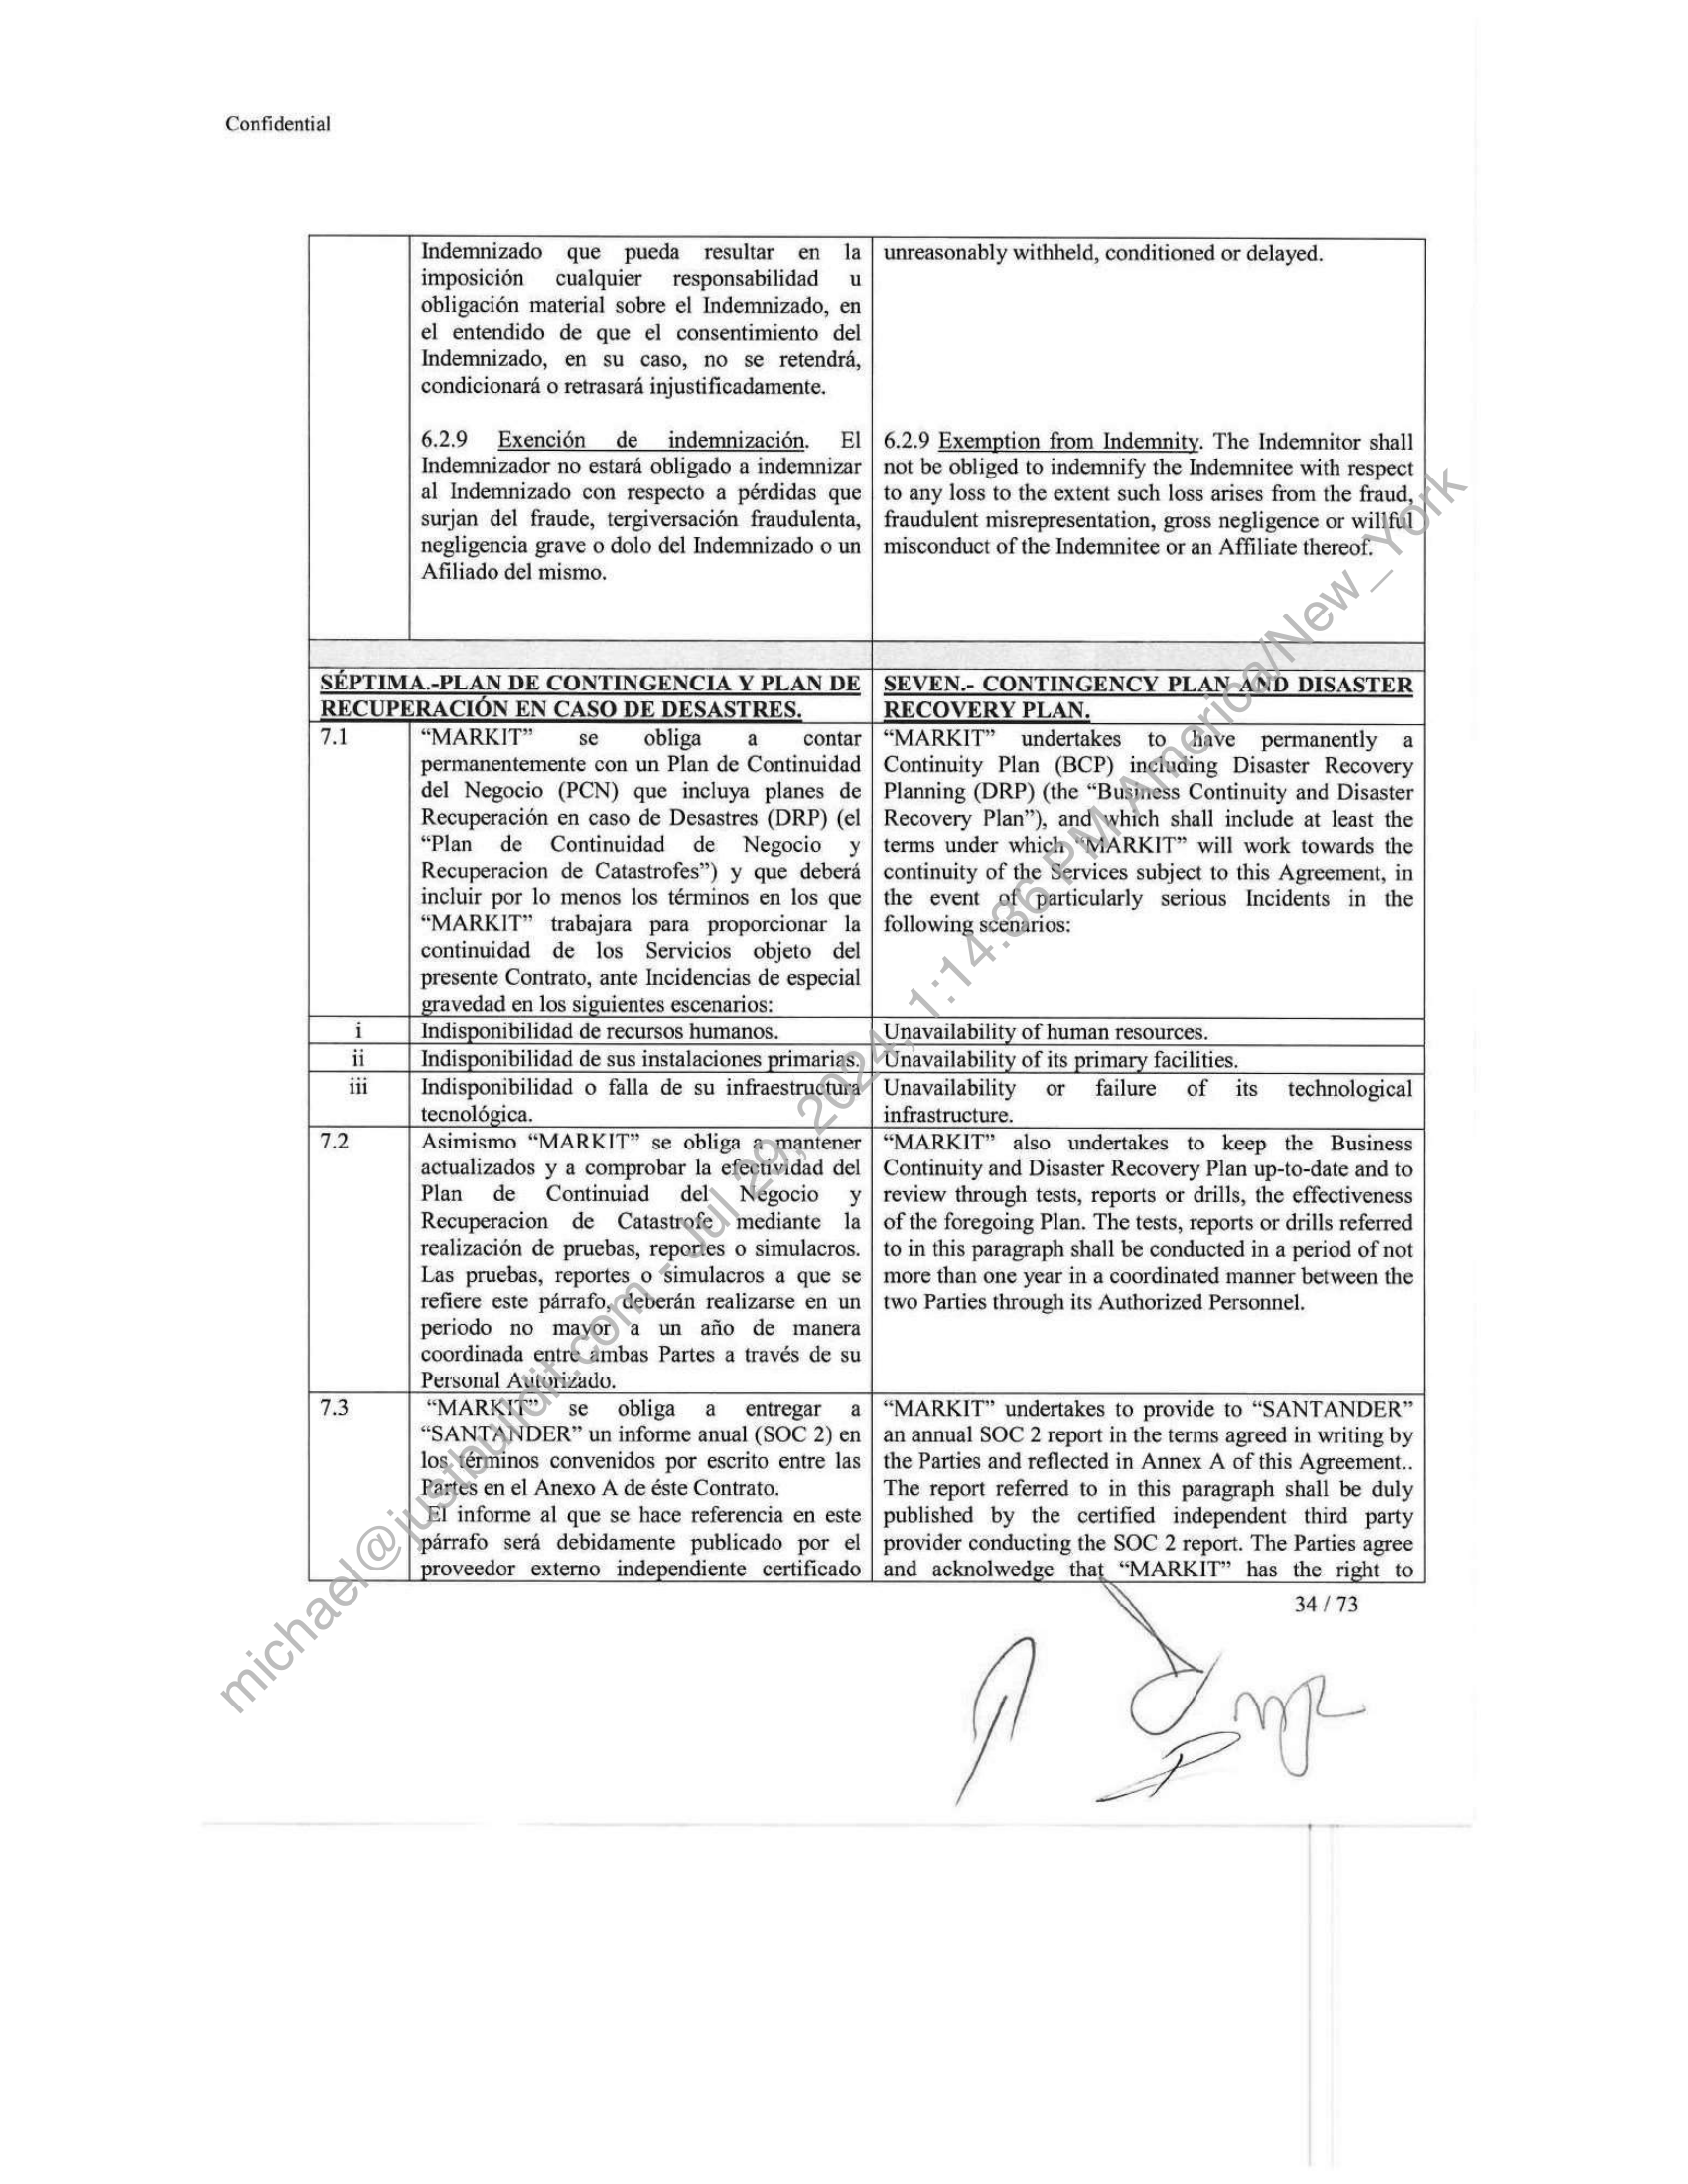 Confidential
Indemnizado que pueda resultar en la
imposición cualquier responsabilidad u
obligación material sobre el Indemnizado, en
el entendido de que el consentimiento del
Indemnizado, en su caso, no se retendrá,
condicionará o retrasará injustificadamente.
6.2.9 Exención de indemnización. El
Indemnizador no estará obligado a indemnizar
al Indemnizado con respecto a pérdidas que
surjan del fraude, tergiversación fraudulenta,
negligencia grave o dolo del Indemnizado o un
Afiliado del mismo.
unreasonably withheld, conditioned or delayed.
6.2.9 Exemption from Indemnity. The Indemnitor shall
not be obliged to indemnify the Indemnitee with respect
to any loss to the extent such loss arises from the fraud,
fraudulent misrepresentation, gross negligence or willful
misconduct of the Indemnitee or an Affiliate thereof.
SÉPTIMA.-PLAN DE CONTINGENCIA Y PLAN DE
RECUPERACIÓN EN CASO DE DESASTRES.
SEVEN.- CONTINGENCY PLAN AND DISASTER
RECOVERY PLAN.
7.1
“MARKIT” se obliga a contar
permanentemente con un Plan de Continuidad
del Negocio (PCN) que incluya planes de
Recuperación en caso de Desastres (DRP) (el
“Plan de Continuidad de Negocio y
Recuperacion de Catastrofes”) y que deberá
incluir por lo menos los términos en los que
“MARKIT” trabajara para proporcionar la
continuidad de los Servicios objeto del
presente Contrato, ante Incidencias de especial
gravedad en los siguientes escenarios:
“MARKIT” undertakes to have permanently a
Continuity Plan (BCP) including Disaster Recovery
Planning (DRP) (the “Business Continuity and Disaster
Recovery Plan”), and which shall include at least the
terms under which “MARKIT” will work towards the
continuity of the Services subject to this Agreement, in
the event of particularly serious Incidents in the
following scenarios:
i
Indisponibilidad de recursos humanos.
Unavailability of human resources.
ii
Indisponibilidad de sus instalaciones primarias.
Unavailability of its primary facilities.
iii
Indisponibilidad o falla de su infraestructura
tecnológica.
Unavailability or failure of its technological
infrastructure.
7.2
Asimismo “MARKIT” se obliga a mantener
actualizados y a comprobar la efectividad del
Plan de Continuiad del Negocio y
Recuperacion de Catastrofe mediante la
realización de pruebas, reportes o simulacros.
Las pruebas, reportes o simulacros a que se
refiere este párrafo, deberán realizarse en un
periodo no mayor a un año de manera
coordinada entre ambas Partes a través de su
Personal Autorizado.
“MARKIT” also undertakes to keep the Business
Continuity and Disaster Recovery Plan up-to-date and to
review through tests, reports or drills, the effectiveness
of the foregoing Plan. The tests, reports or drills referred
to in this paragraph shall be conducted in a period of not
more than one year in a coordinated manner between the
two Parties through its Authorized Personnel.
7.3
“MARKIT” se obliga a entregar a
“SANTANDER” un informe anual (SOC 2) en
los términos convenidos por escrito entre las
Partes en el Anexo A de éste Contrato.
El informe al que se hace referencia en este
párrafo será debidamente publicado por el
proveedor externo independiente certificado
“MARKIT” undertakes to provide to “SANTANDER”
an annual SOC 2 report in the terms agreed in writing by
the Parties and reflected in Annex A of this Agreement..
The report referred to in this paragraph shall be duly
published by the certified independent third party
provider conducting the SOC 2 report. The Parties agree
and acknolwedge that “MARKIT” has the right to
34 / 73
michael@justbuildit.com - Jul 29, 2024, 1:14:36 PM America/New_York